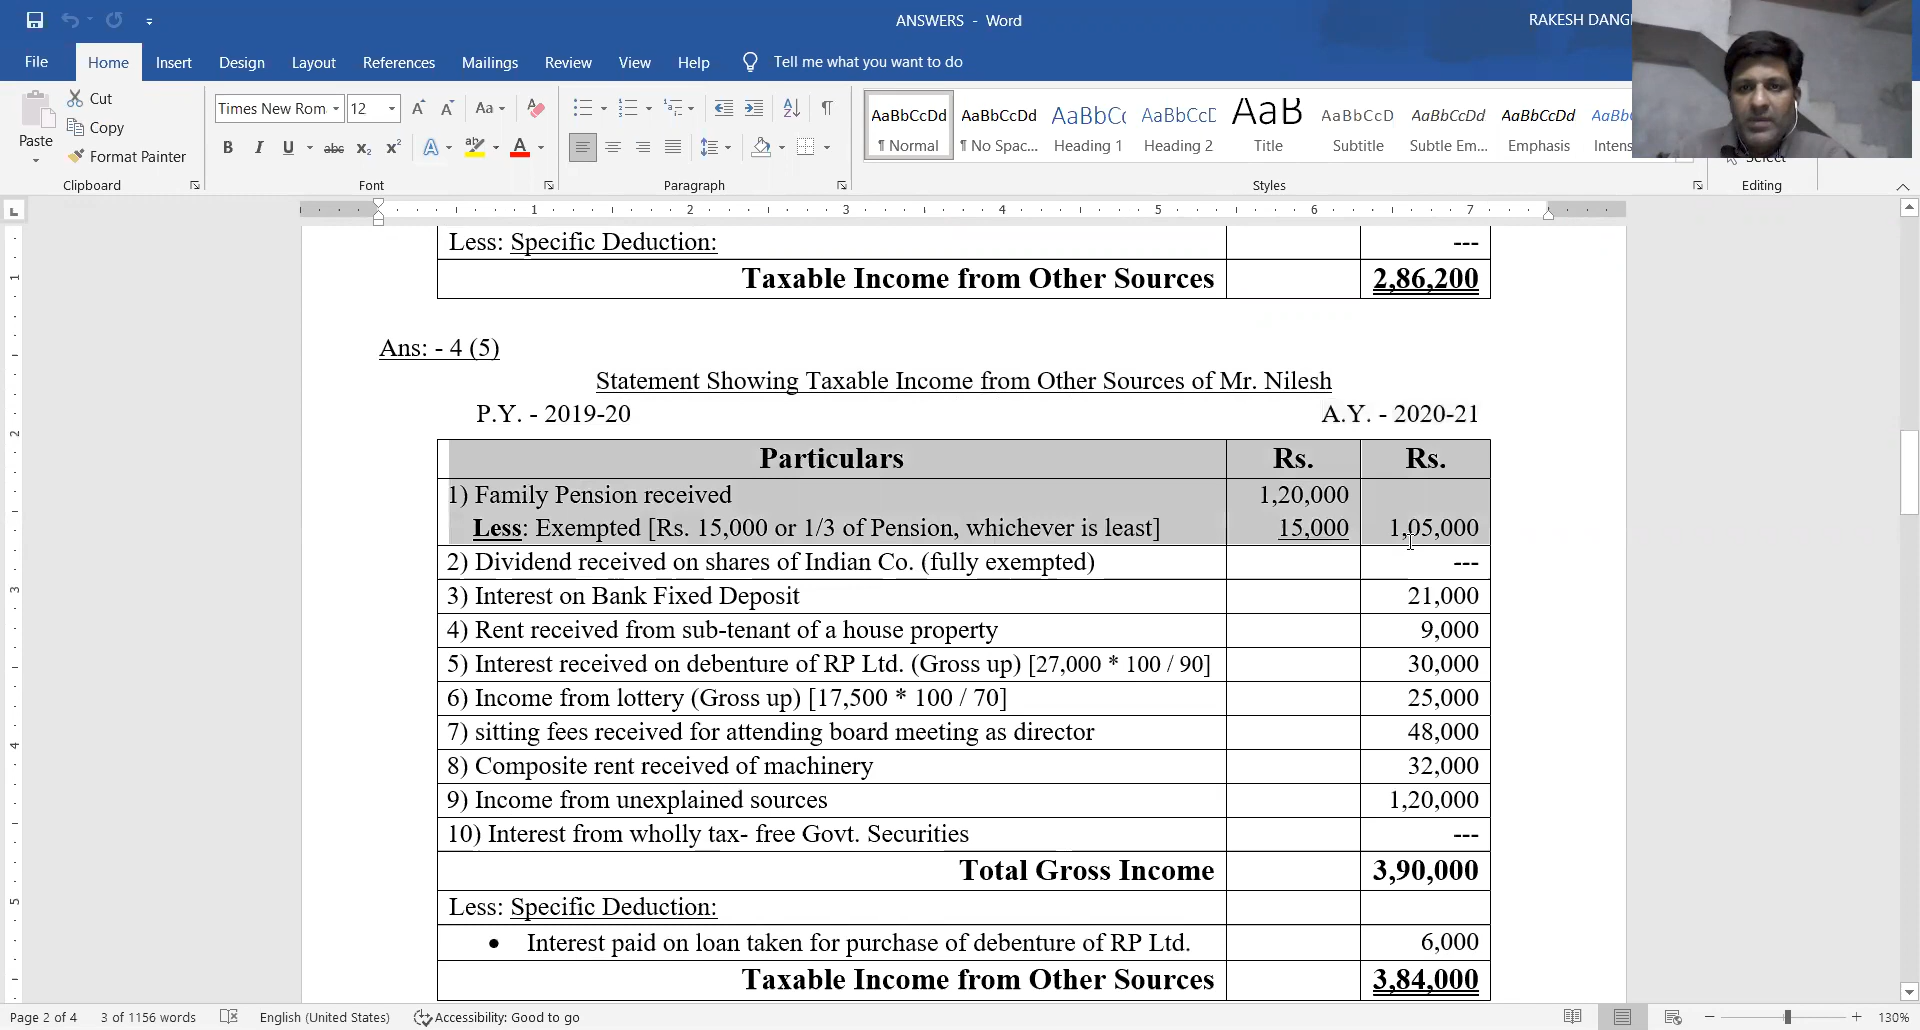 ANSWERS - Word
RAKESH DANG
File Home Insert Design Layout References Mailings Review View Help Tell me what you want to do
Paste
Cut
Copy
Format Painter
Clipboard
Times New Rom 12
Font
Paragraph
AaBbCcDd AaBbCcDd AaBbCc AaBbCcD AaB AaBbCcD AaBbCcDd AaBbCcDd
¶ Normal ¶ No Spac... Heading 1 Heading 2 Title Subtitle Subtle Em... Emphasis Intens
Styles
Select
Editing
1 2 3 4 5 6 7
Less: Specific Deduction: ---
Taxable Income from Other Sources 2,86,200
Ans: - 4 (5)
Statement Showing Taxable Income from Other Sources of Mr. Nilesh
P.Y. - 2019-20 A.Y. - 2020-21
Particulars Rs. Rs.
1) Family Pension received 1,20,000
Less: Exempted [Rs. 15,000 or 1/3 of Pension, whichever is least] 15,000 1,05,000
2) Dividend received on shares of Indian Co. (fully exempted) ---
3) Interest on Bank Fixed Deposit 21,000
4) Rent received from sub-tenant of a house property 9,000
5) Interest received on debenture of RP Ltd. (Gross up) [27,000 * 100 / 90] 30,000
6) Income from lottery (Gross up) [17,500 * 100 / 70] 25,000
7) sitting fees received for attending board meeting as director 48,000
8) Composite rent received of machinery 32,000
9) Income from unexplained sources 1,20,000
10) Interest from wholly tax- free Govt. Securities ---
Total Gross Income 3,90,000
Less: Specific Deduction:
• Interest paid on loan taken for purchase of debenture of RP Ltd. 6,000
Taxable Income from Other Sources 3,84,000
Page 2 of 4 3 of 1156 words English (United States) Accessibility: Good to go 130%